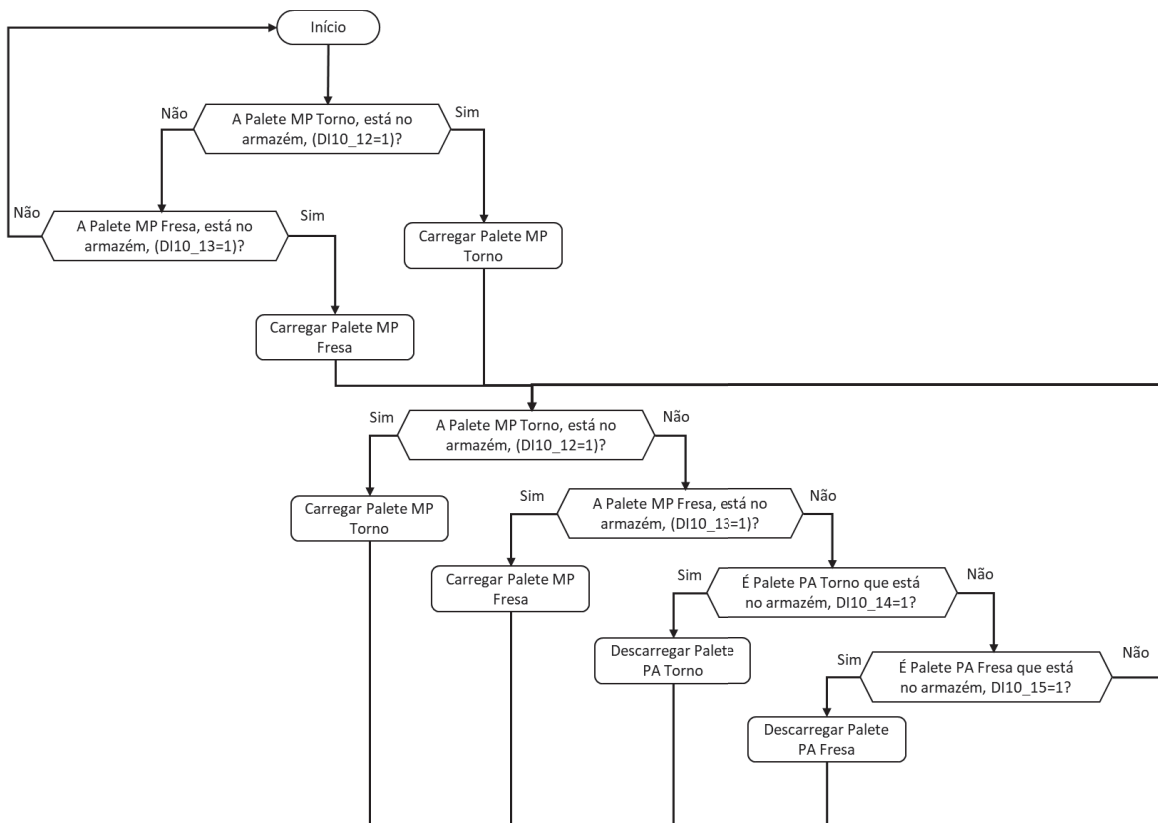 Início
Não
A Palete MP Torno, está no
armazém, (DI10_12=1)?
Sim
Não
A Palete MP Fresa, está no
armazém, (DI10_13=1)?
Sim
Carregar Palete MP
Torno
Carregar Palete MP
Fresa
Sim
A Palete MP Torno, está no
armazém, (DI10_12=1)?
Não
Carregar Palete MP
Torno
Sim
A Palete MP Fresa, está no
armazém, (DI10_13=1)?
Não
Carregar Palete MP
Fresa
Sim
É Palete PA Torno que está
no armazém, DI10_14=1?
Não
Descarregar Palete
PA Torno
Sim
É Palete PA Fresa que está
no armazém, DI10_15=1?
Não
Descarregar Palete
PA Fresa